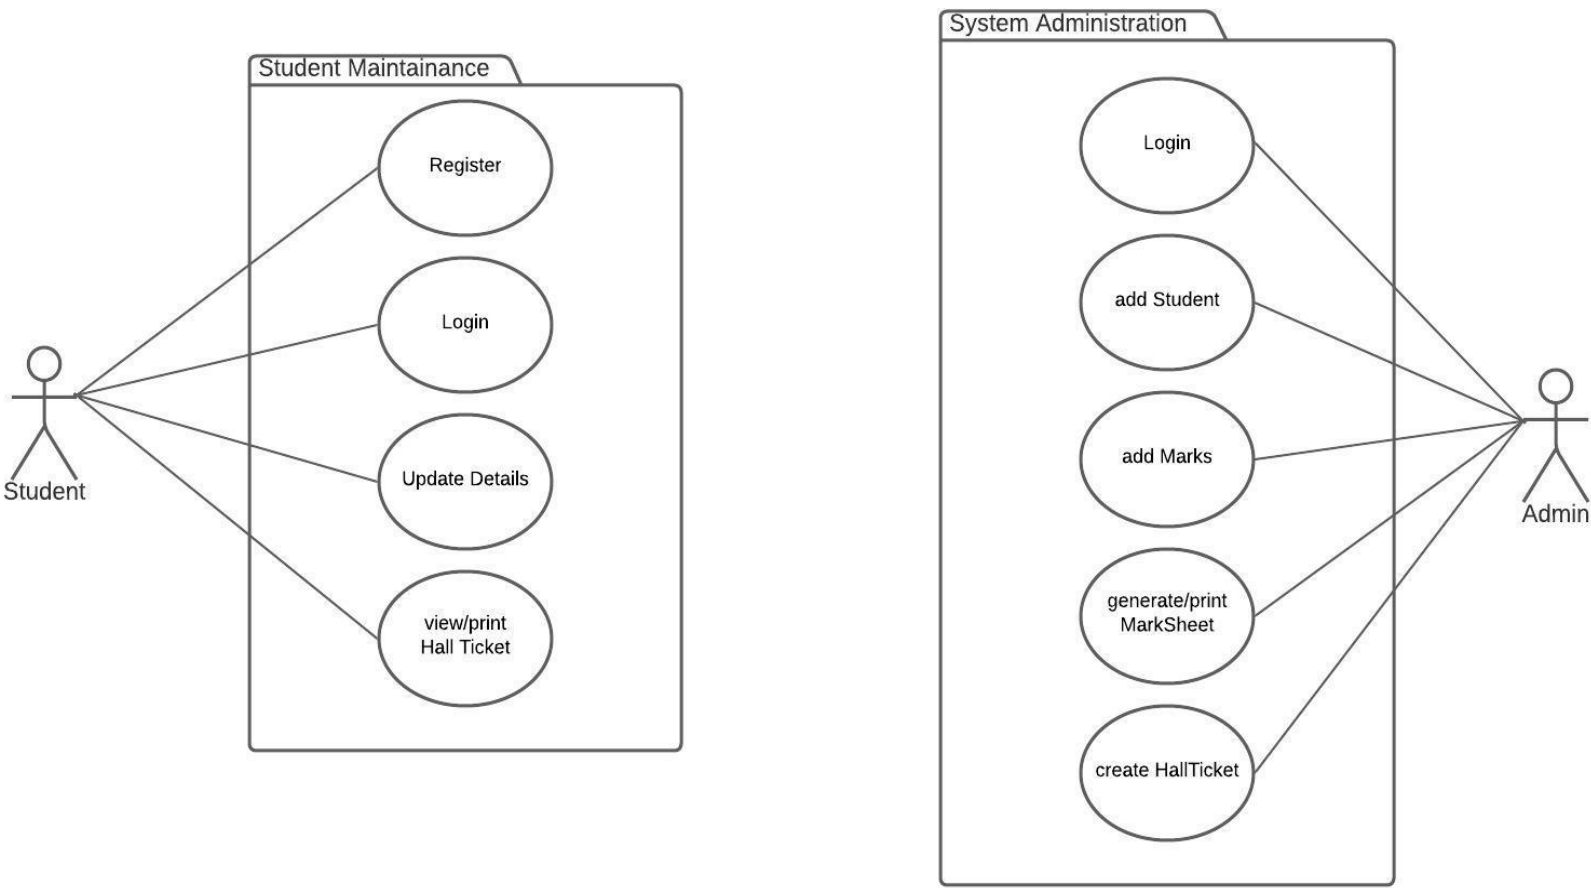 Student Maintainance
Register
Login
Update Details
view/print
Hall Ticket
Student
System Administration
Login
add Student
add Marks
generate/print
MarkSheet
create HallTicket
Admin